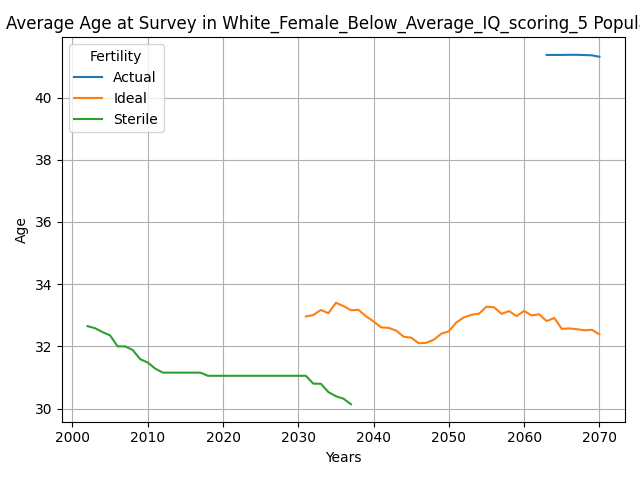 Average Age at Survey in White_Female_Below_Average_IQ_scoring_5 Popul
Fertility
Actual
Ideal
Sterile
Age
40
38
36
34
32
30
2000 2010 2020 2030 2040 2050 2060 2070
Years